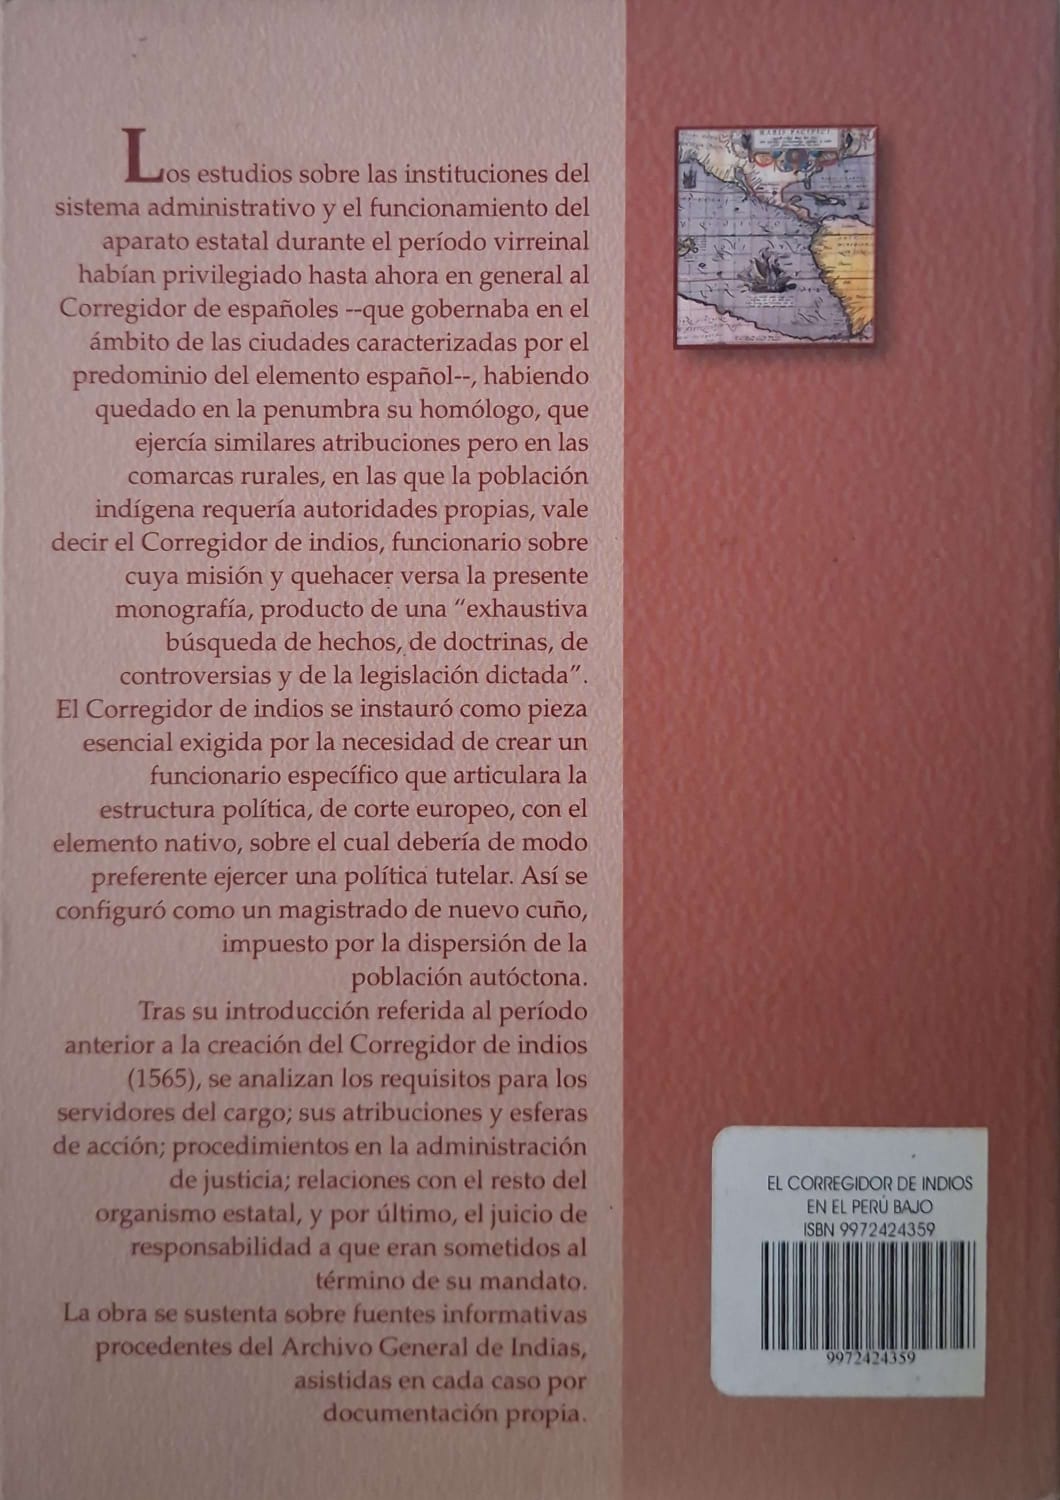 Los estudios sobre las instituciones del
sistema administrativo y el funcionamiento del
aparato estatal durante el período virreinal
habían privilegiado hasta ahora en general al
Corregidor de españoles --que gobernaba en el
ámbito de las ciudades caracterizadas por el
predominio del elemento español--, habiendo
quedado en la penumbra su homólogo, que
ejercía similares atribuciones pero en las
comarcas rurales, en las que la población
indígena requería autoridades propias, vale
decir el Corregidor de indios, funcionario sobre
cuya misión y quehacer versa la presente
monografía, producto de una "exhaustiva
búsqueda de hechos, de doctrinas, de
controversias y de la legislación dictada".
El Corregidor de indios se instauró como pieza
esencial exigida por la necesidad de crear un
funcionario específico que articulara la
estructura política, de corte europeo, con el
elemento nativo, sobre el cual debería de modo
preferente ejercer una política tutelar. Así se
configuró como un magistrado de nuevo cuño,
impuesto por la dispersión de la
población autóctona.
Tras su introducción referida al período
anterior a la creación del Corregidor de indios
(1565), se analizan los requisitos para los
servidores del cargo; sus atribuciones y esferas
de acción; procedimientos en la administración
de justicia; relaciones con el resto del
organismo estatal, y por último, el juicio de
responsabilidad a que eran sometidos al
término de su mandato.
La obra se sustenta sobre fuentes informativas
procedentes del Archivo General de Indias,
asistidas en cada caso por
documentación propia.
MARIS PACIFICI
EL CORREGIDOR DE INDIOS
EN EL PERÚ BAJO
ISBN 9972424359
9972424359